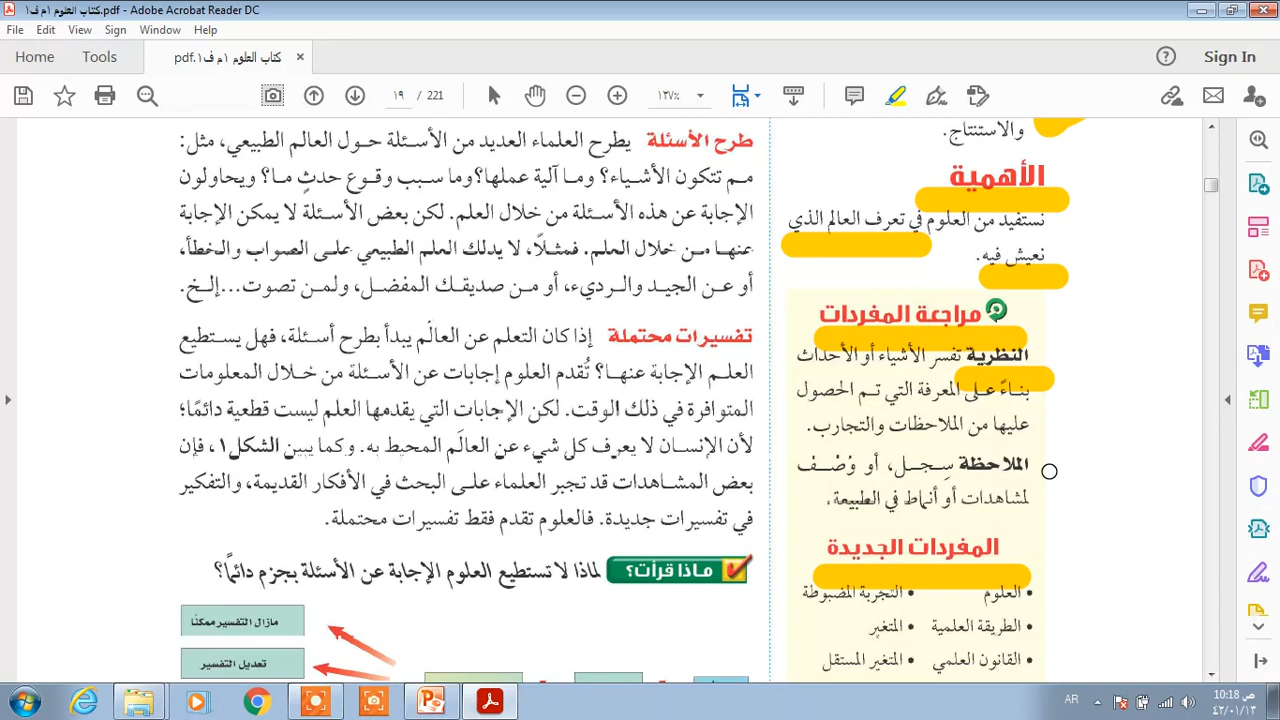 كتاب العلوم ١م ف١.pdf - Adobe Acrobat Reader DC
File Edit View Sign Window Help
Home Tools كتاب العلوم ١م ف١.pdf × Sign In
١٩ / 221 ١٢٧٪
والاستنتاج.
الأهمية
نستفيد من العلوم في تعرف العالم الذي
نعيش فيه.
مراجعة المفردات
النظرية تفسر الأشياء أو الأحداث
بناءً على المعرفة التي تم الحصول
عليها من الملاحظات والتجارب.
الملاحظة سِجل، أو وُصْفْ
لمشاهدات أو أنماط في الطبيعة.
المفردات الجديدة
• العلوم • التجربة المضبوطة
• الطريقة العلمية • المتغير
• القانون العلمي • المتغير المستقل
طرح الأسئلة يطرح العلماء العديد من الأسئلة حول العالم الطبيعي، مثل:
مم تتكون الأشياء؟ وما آلية عملها؟ وما سبب وقوع حدثٍ ما؟ ويحاولون
الإجابة عن هذه الأسئلة من خلال العلم. لكن بعض الأسئلة لا يمكن الإجابة
عنها من خلال العلم. فمثلًا، لا يدلك العلم الطبيعي على الصواب والخطأ،
أو عن الجيد والرديء، أو من صديقك المفضل، ولمن تصوت...إلخ.
تفسيرات محتملة إذا كان التعلم عن العالَم يبدأ بطرح أسئلة، فهل يستطيع
العلم الإجابة عنها؟ تُقدم العلوم إجابات عن الأسئلة من خلال المعلومات
المتوافرة في ذلك الوقت. لكن الإجابات التي يقدمها العلم ليست قطعية دائمًا؛
لأن الإنسان لا يعرف كل شيء عن العالَم المحيط به. وكما يبين الشكل ١، فإن
بعض المشاهدات قد تجبر العلماء على البحث في الأفكار القديمة، والتفكير
في تفسيرات جديدة. فالعلوم تقدم فقط تفسيرات محتملة.
ماذا قرأت؟ لماذا لا تستطيع العلوم الإجابة عن الأسئلة بجزم دائماً؟
مازال التفسير ممكنًا
تعديل التفسير
AR
10:18 ص
٤٢/٠١/١٣